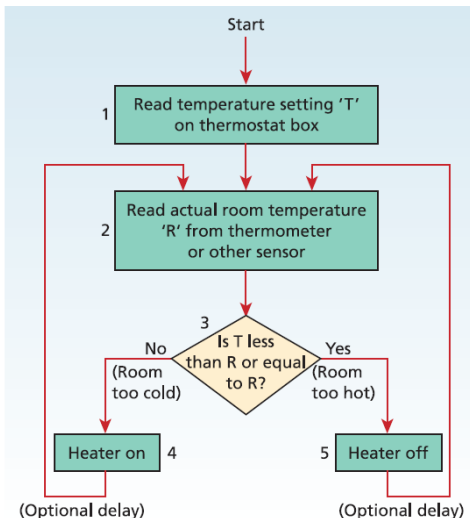 Start
1
Read temperature setting ‘T’
on thermostat box
2
Read actual room temperature
‘R‘ from thermometer
or other sensor
3
Is T less
than R or equal
to R?
No
(Room
too cold)
Yes
(Room
too hot)
Heater on
4
5
Heater off
(Optional delay)
(Optional delay)